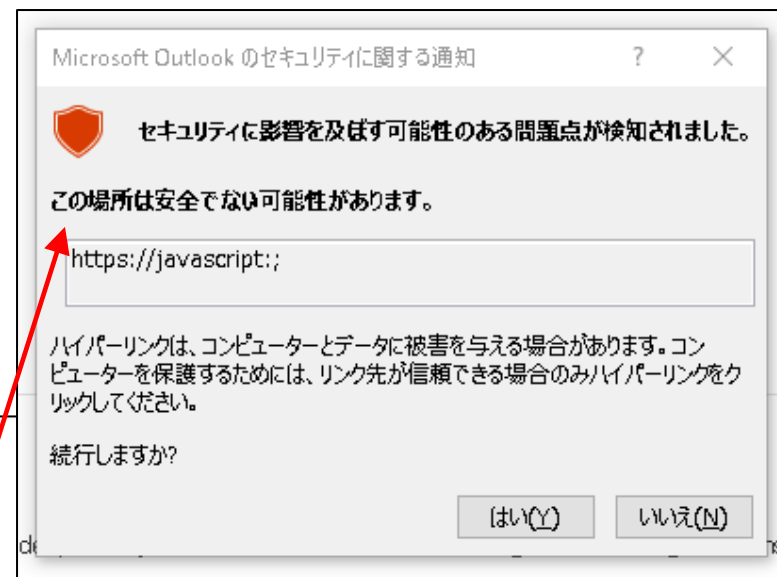 Microsoft Outlook のセキュリティに関する通知 ? ×
セキュリティに影響を及ぼす可能性のある問題点が検知されました。
この場所は安全でない可能性があります。
https://javascript:;
ハイパーリンクは、コンピューターとデータに被害を与える場合があります。コン
ピューターを保護するためには、リンク先が信頼できる場合のみハイパーリンクをク
リックしてください。
続行しますか?
はい(Y) いいえ(N)